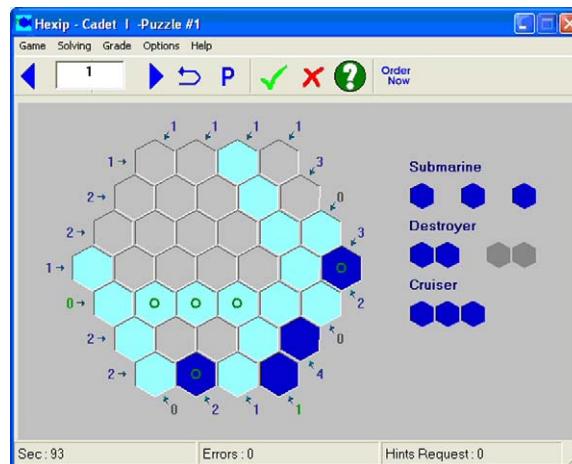 Hexip - Cadet I -Puzzle #1
Game Solving Grade Options Help
1 P ? Order Now
1 1 1 1
1 3
2 0
2 3
1
0 2
2 0
2 4
0 2 1 1
Submarine
Destroyer
Cruiser
Sec : 93 Errors : 0 Hints Request : 0